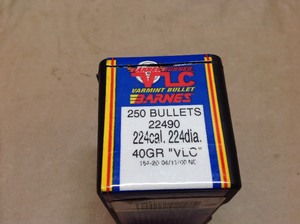 VLC
VARMINT BULLET
BARNES
250 BULLETS
22490
224cal. .224dia.
40GR "VLC"